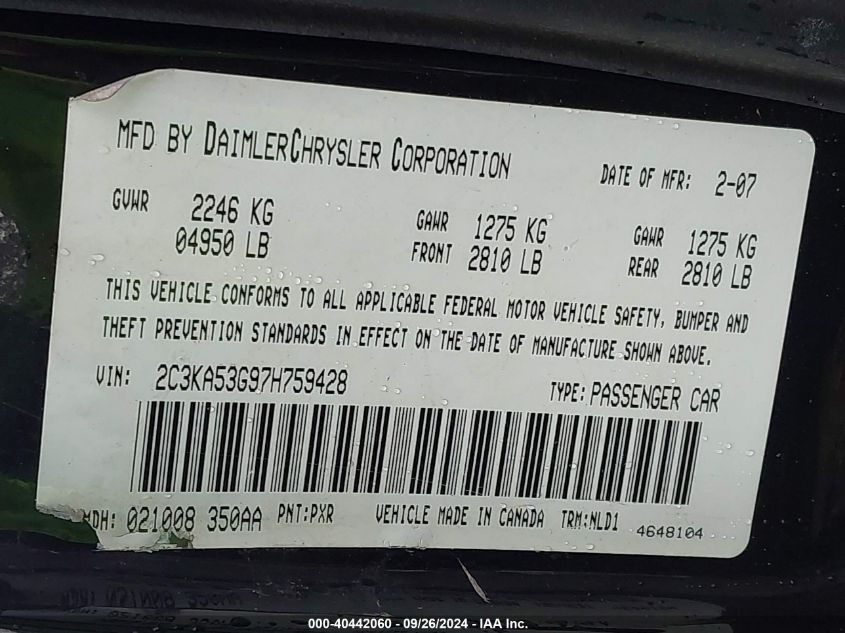 MFD BY DAIMLERCHRYSLER CORPORATION DATE OF MFR: 2-07
GVWR 2246 KG GAWR 1275 KG GAWR 1275 KG
04950 LB FRONT 2810 LB REAR 2810 LB
THIS VEHICLE CONFORMS TO ALL APPLICABLE FEDERAL MOTOR VEHICLE SAFETY, BUMPER AND
THEFT PREVENTION STANDARDS IN EFFECT ON THE DATE OF MANUFACTURE SHOWN ABOVE.
VIN: 2C3KA53G97H759428 TYPE: PASSENGER CAR
MDH: 021008 350AA PNT:PXR VEHICLE MADE IN CANADA TRM:NLD1 4648104
000-40442060 - 09/26/2024 - IAA Inc.